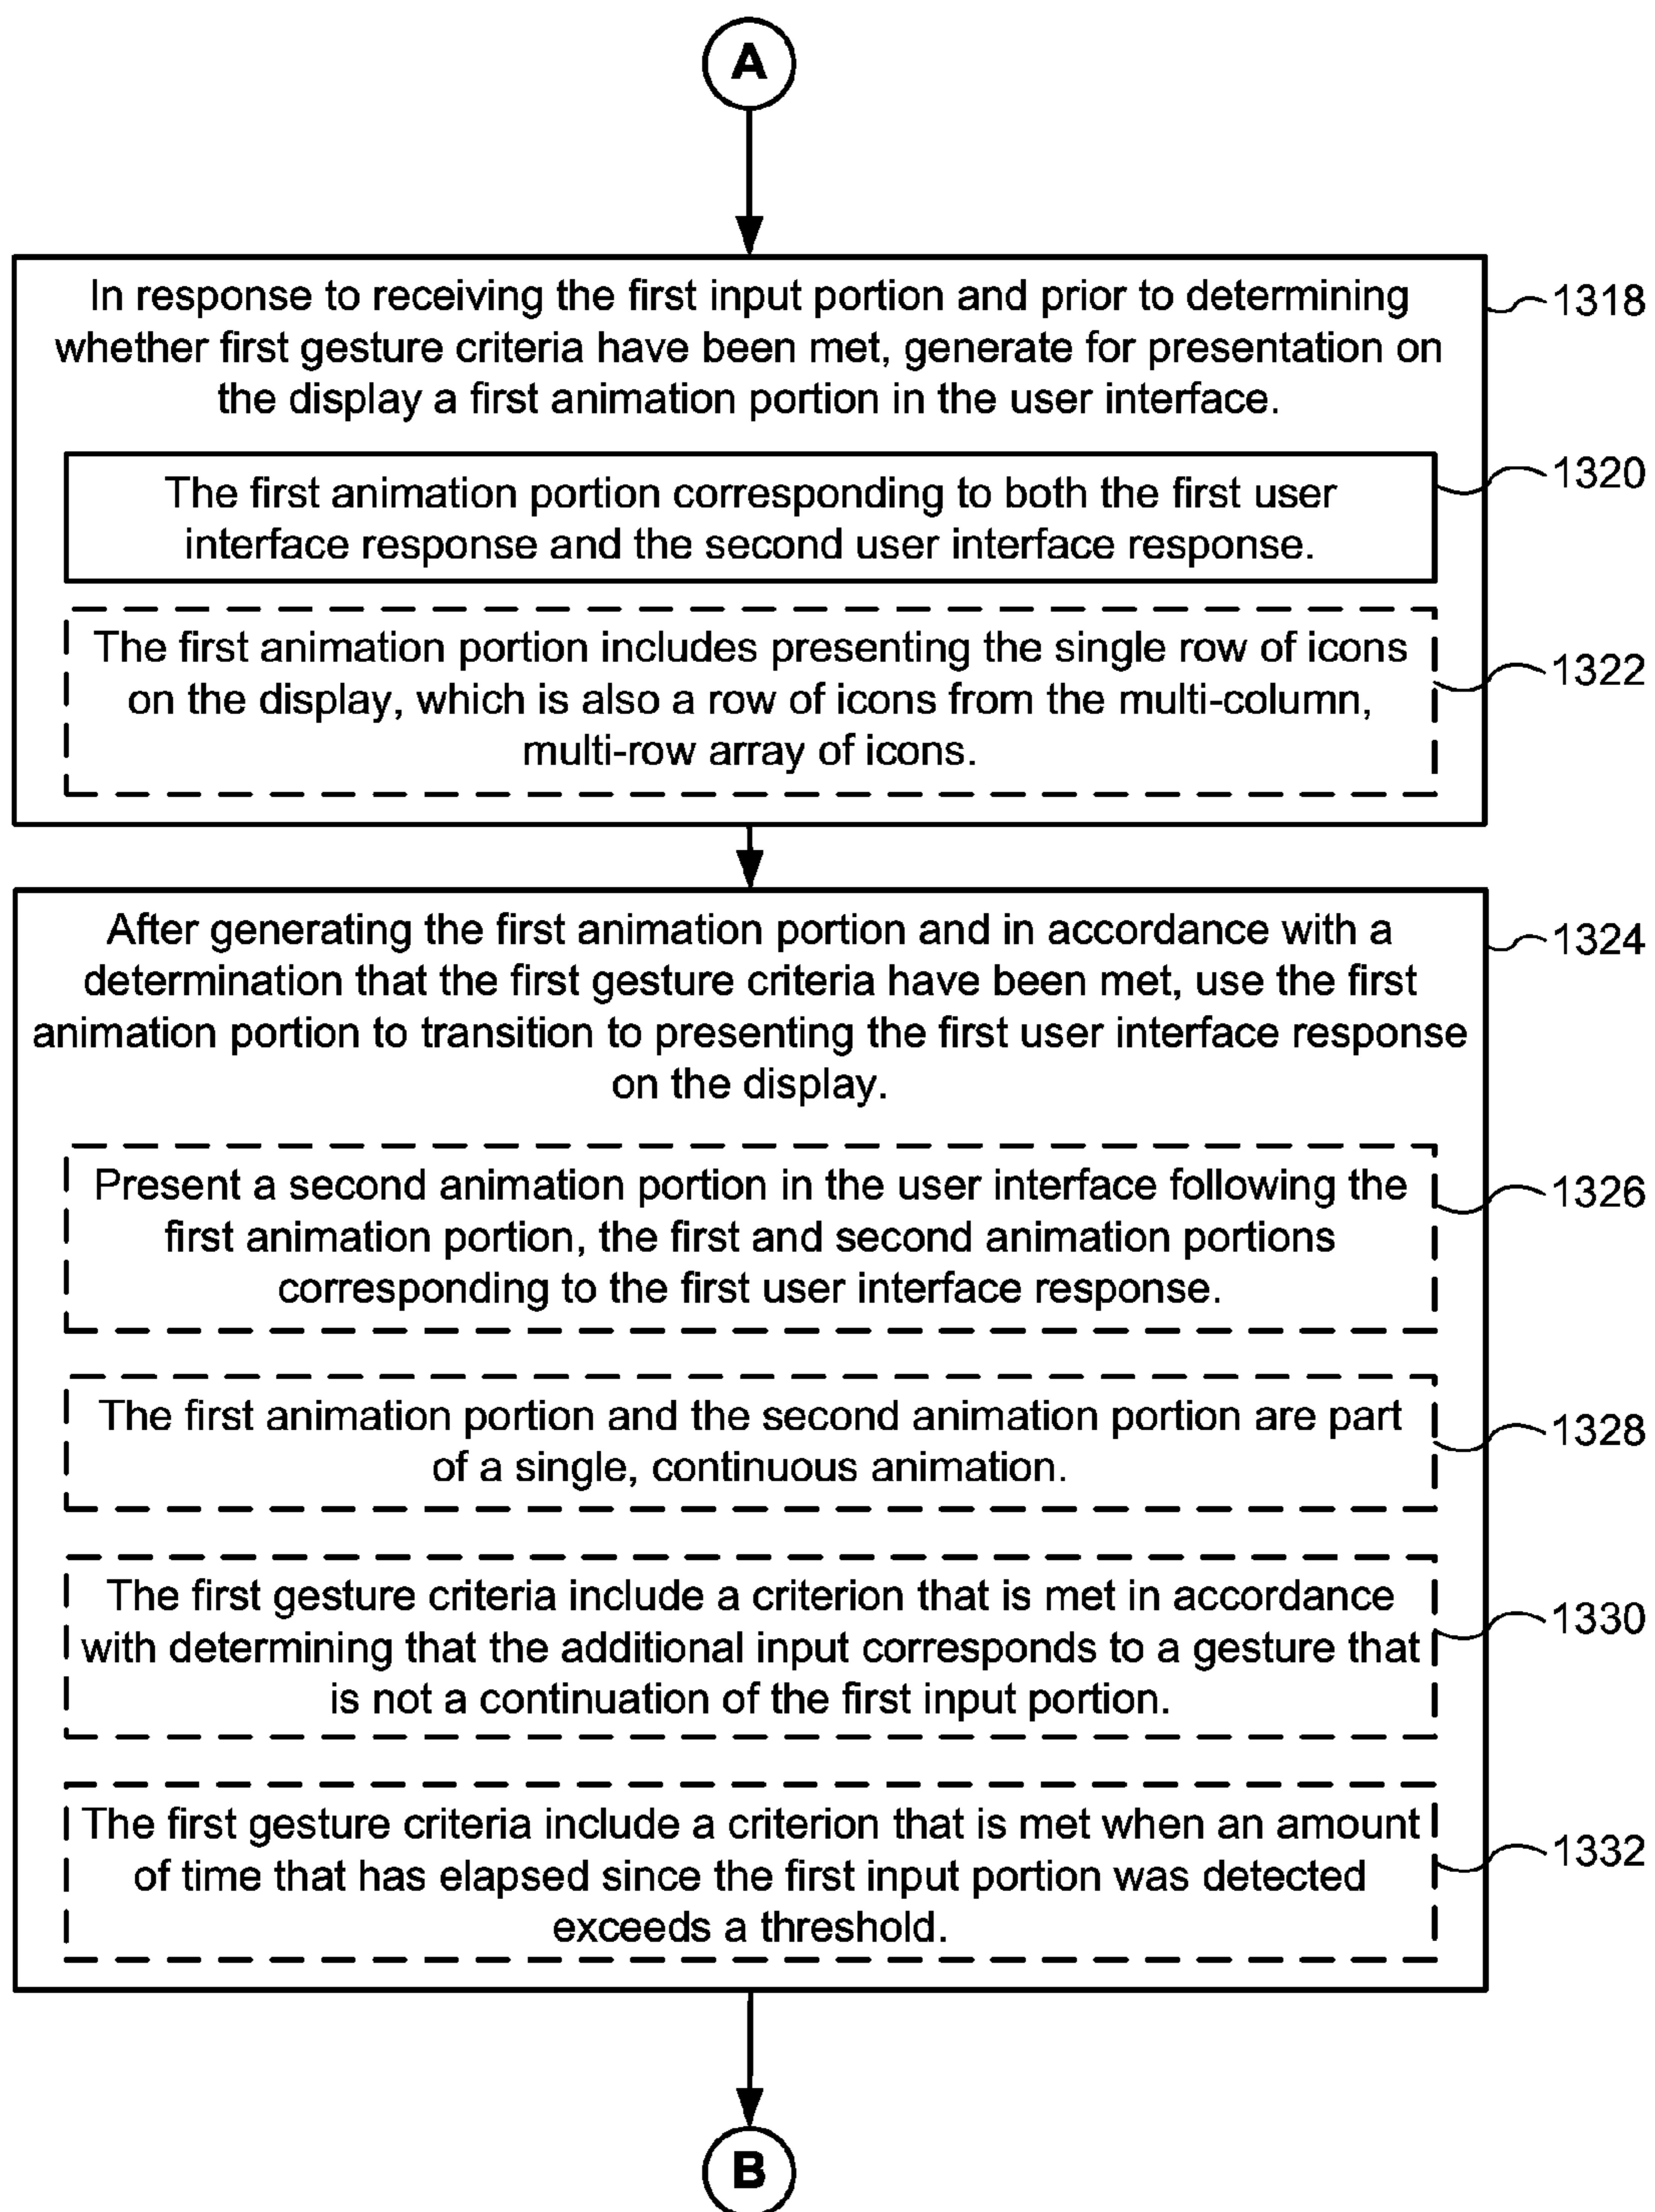 A
In response to receiving the first input portion and prior to determining
whether first gesture criteria have been met, generate for presentation on
the display a first animation portion in the user interface.
1318
The first animation portion corresponding to both the first user
interface response and the second user interface response.
1320
The first animation portion includes presenting the single row of icons
on the display, which is also a row of icons from the multi-column,
multi-row array of icons.
1322
After generating the first animation portion and in accordance with a
determination that the first gesture criteria have been met, use the first
animation portion to transition to presenting the first user interface response
on the display.
1324
Present a second animation portion in the user interface following the
first animation portion, the first and second animation portions
corresponding to the first user interface response.
1326
The first animation portion and the second animation portion are part
of a single, continuous animation.
1328
The first gesture criteria include a criterion that is met in accordance
with determining that the additional input corresponds to a gesture that
is not a continuation of the first input portion.
1330
The first gesture criteria include a criterion that is met when an amount
of time that has elapsed since the first input portion was detected
exceeds a threshold.
1332
B